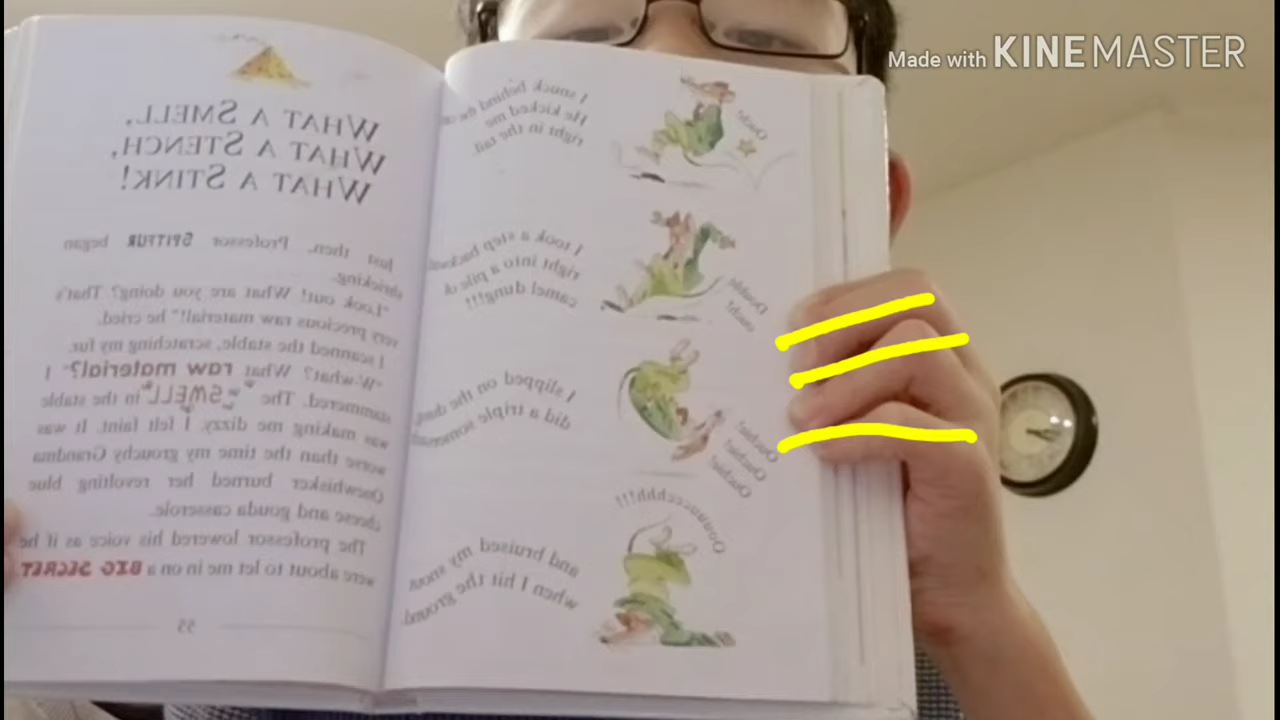 Made with KINEMASTER
WHAT A SMELL,
WHAT A STENCH,
WHAT A STINK!
Just then, Professor SPITFUR began
shrieking.
"Look out! What are you doing? That's
very precious raw material!" he cried.
I scanned the stable, scratching my fur.
"W-what? What raw material?" I
stammered. The "SMELL" in the stable
was making me dizzy. I felt faint. It was
worse than the time my grouchy Grandma
Onewhisker burned her revolting blue
cheese and gouda casserole.
The professor lowered his voice as if he
were about to let me in on a BIG SECRET
55
I snuck behind the
He kicked me
right in the tail.
Ouch!
I took a step backward
right into a pile of
camel dung!!!
Double
ouch!
I slipped on the dung,
did a triple somersault
Ouchie!
Ouchie!
Ouchie!
and bruised my snout
when I hit the ground.